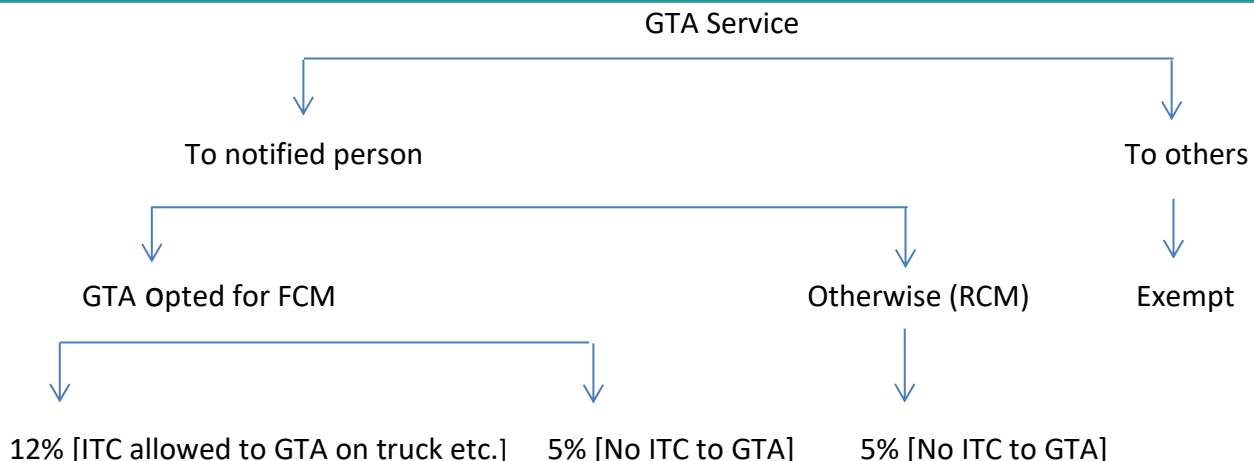 GTA Service
To notified person
To others
GTA Opted for FCM
Otherwise (RCM)
Exempt
12% [ITC allowed to GTA on truck etc.]
5% [No ITC to GTA]
5% [No ITC to GTA]